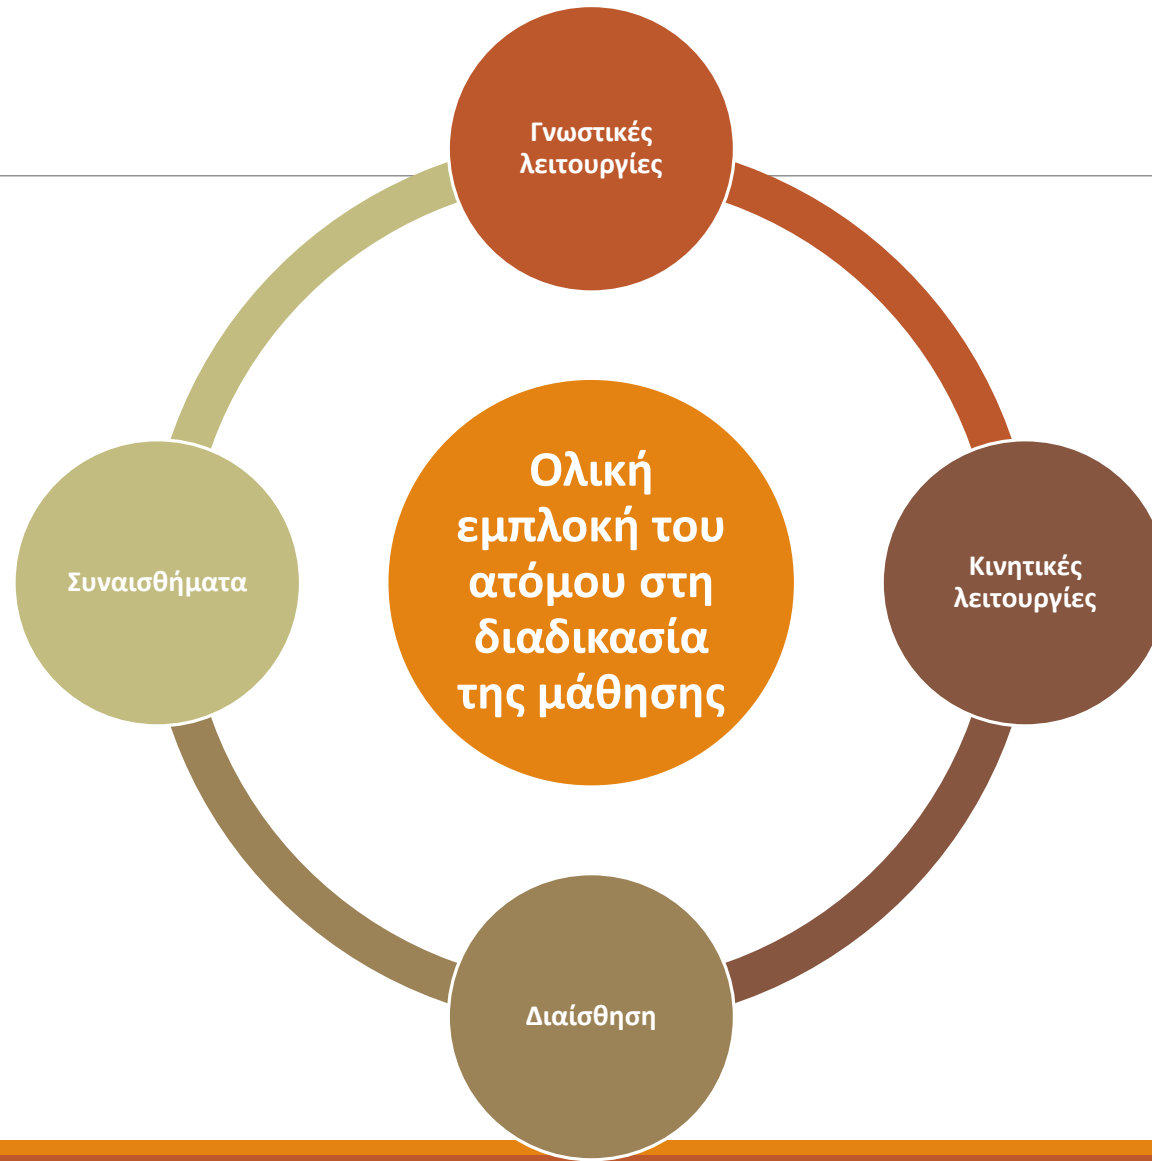 Γνωστικές
λειτουργίες
Ολική
εμπλοκή του
ατόμου στη
διαδικασία
της μάθησης
Συναισθήματα
Κινητικές
λειτουργίες
Διαίσθηση